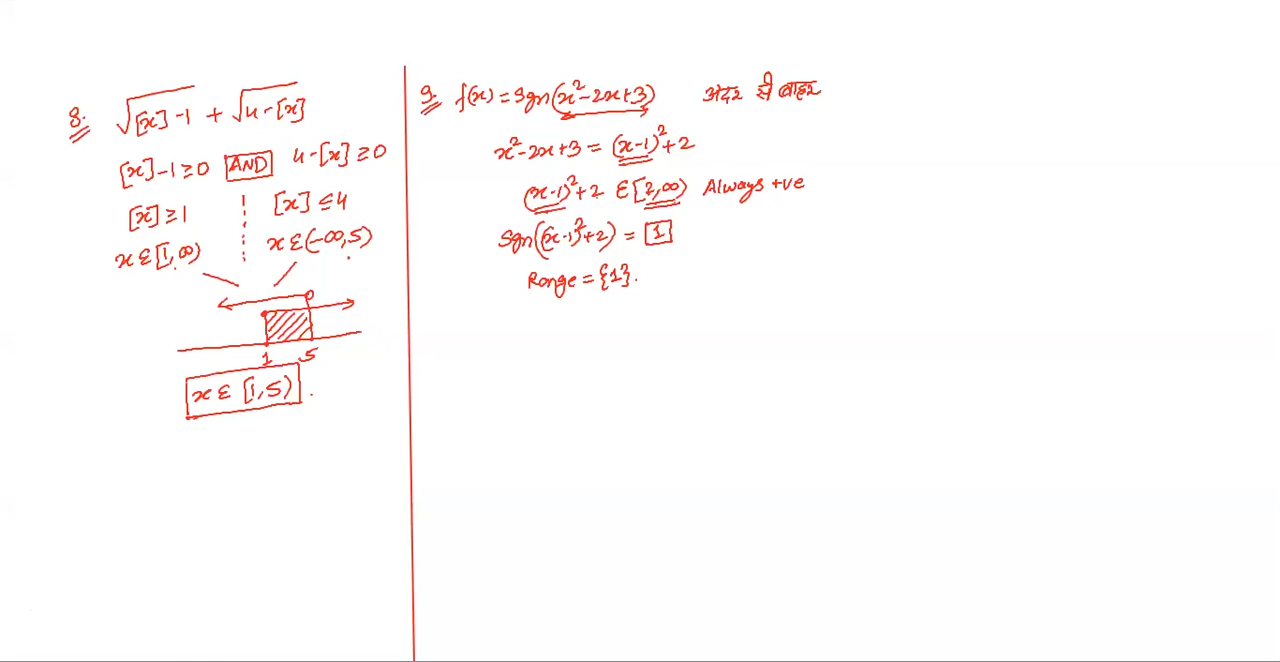 8. √([x]-1) + √(4-[x])
[x]-1≥0 AND 4-[x]≥0
[x]≥1 [x]≤4
x∈[1,∞) x∈(-∞,5)
1 5
x∈[1,5).
9. f(x)=Sgn(x²-2x+3) अंदर से बाहर
x²-2x+3 = (x-1)²+2
(x-1)²+2 ∈[2,∞) Always +ve
Sgn((x-1)²+2) = 1
Range = {1}.